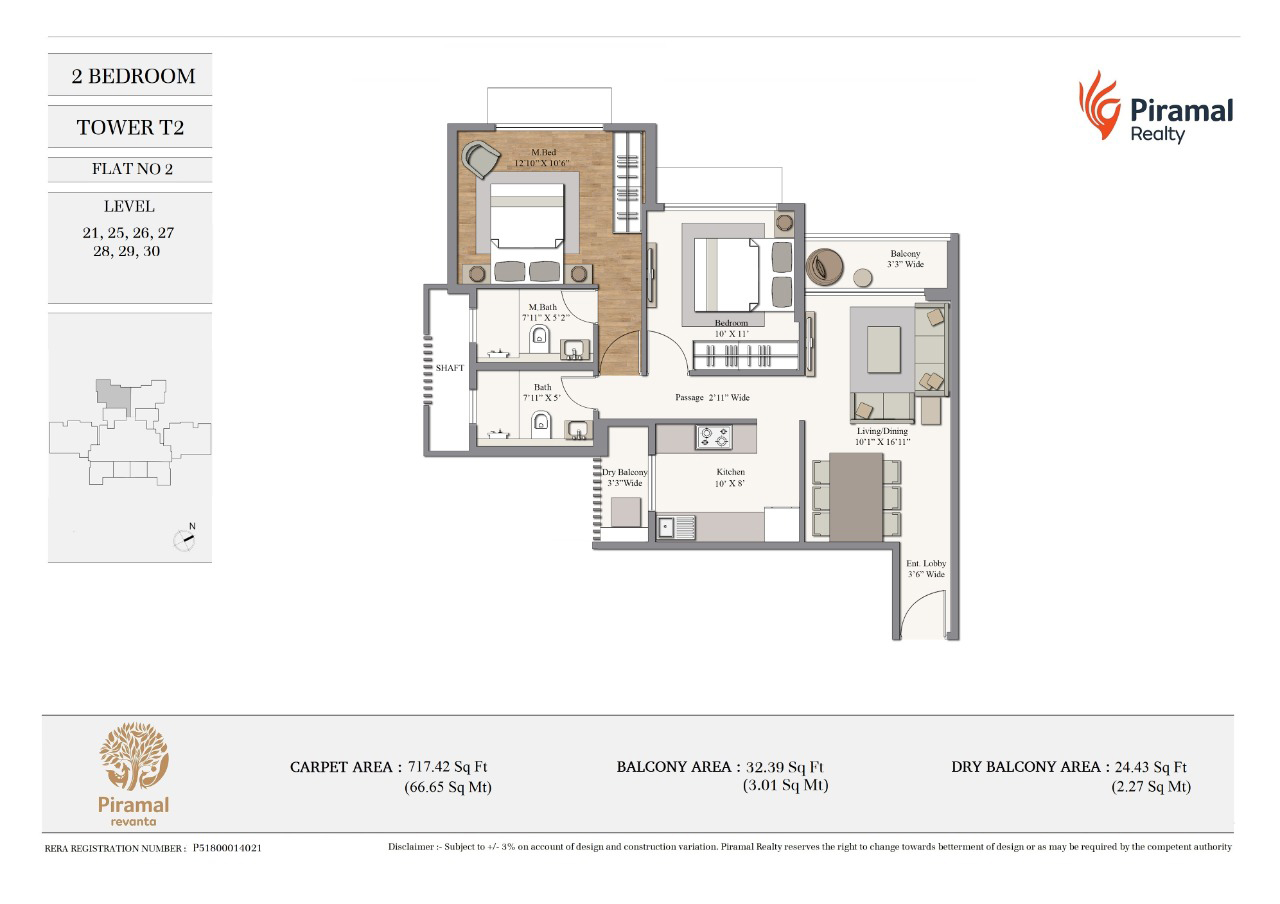 2 BEDROOM
TOWER T2
FLAT NO 2
LEVEL
21, 25, 26, 27
28, 29, 30
N
Piramal
Realty
M.Bed
12'10" X 10'6"
Balcony
3'3" Wide
M.Bath
7'11" X 5'2"
Bedroom
10' X 11'
SHAFT
Bath
7'11" X 5'
Passage 2'11" Wide
Living/Dining
10'1" X 16'11"
Dry Balcony
3'3"Wide
Kitchen
10' X 8'
Ent. Lobby
3'6" Wide
Piramal
revanta
CARPET AREA : 717.42 Sq Ft
(66.65 Sq Mt)
BALCONY AREA : 32.39 Sq Ft
(3.01 Sq Mt)
DRY BALCONY AREA : 24.43 Sq Ft
(2.27 Sq Mt)
RERA REGISTRATION NUMBER : P51800014021
Disclaimer :- Subject to +/- 3% on account of design and construction variation. Piramal Realty reserves the right to change towards betterment of design or as may be required by the competent authority